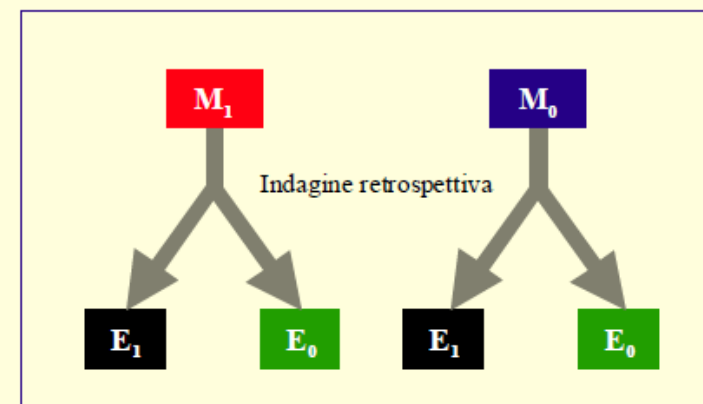 M₁ M₀
Indagine retrospettiva
E₁ E₀ E₁ E₀